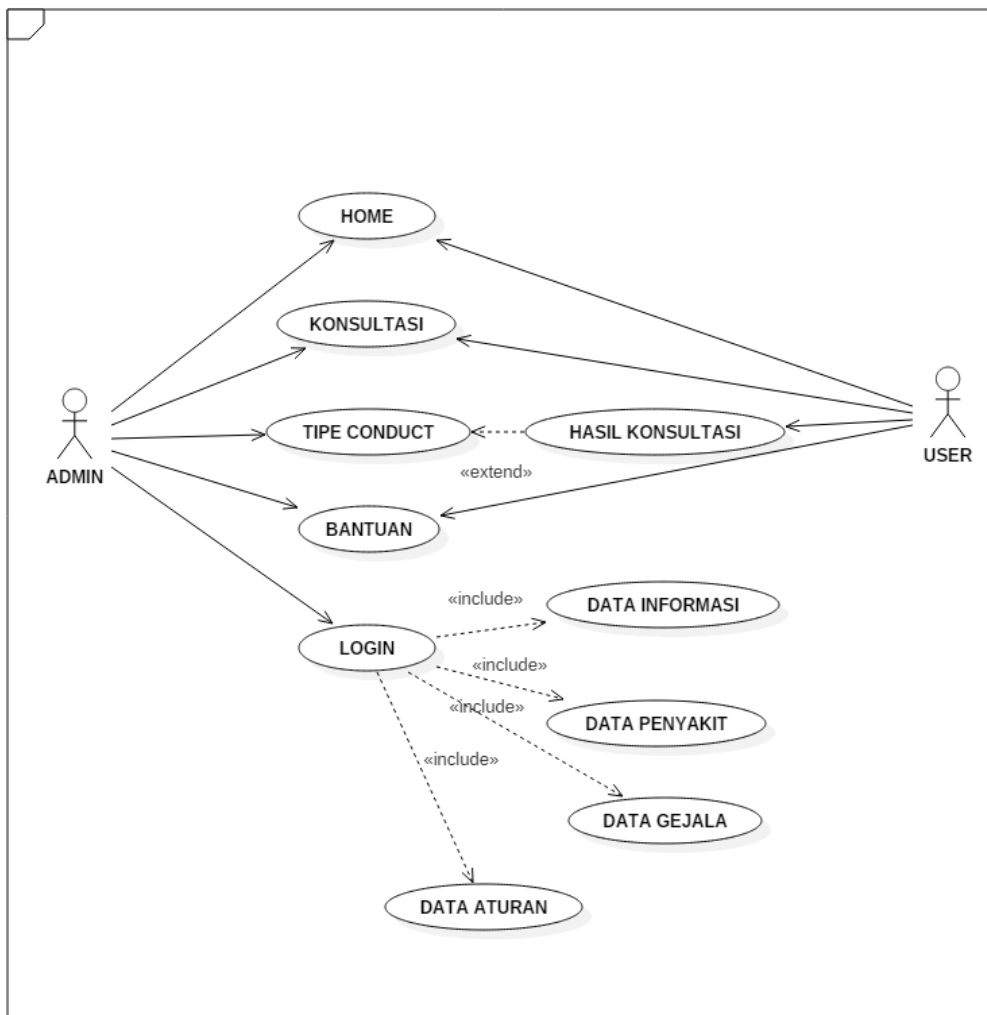 HOME
KONSULTASI
TIPE CONDUCT
HASIL KONSULTASI
«extend»
ADMIN
USER
BANTUAN
«include»
DATA INFORMASI
LOGIN
«include»
«include»
DATA PENYAKIT
«include»
DATA GEJALA
DATA ATURAN